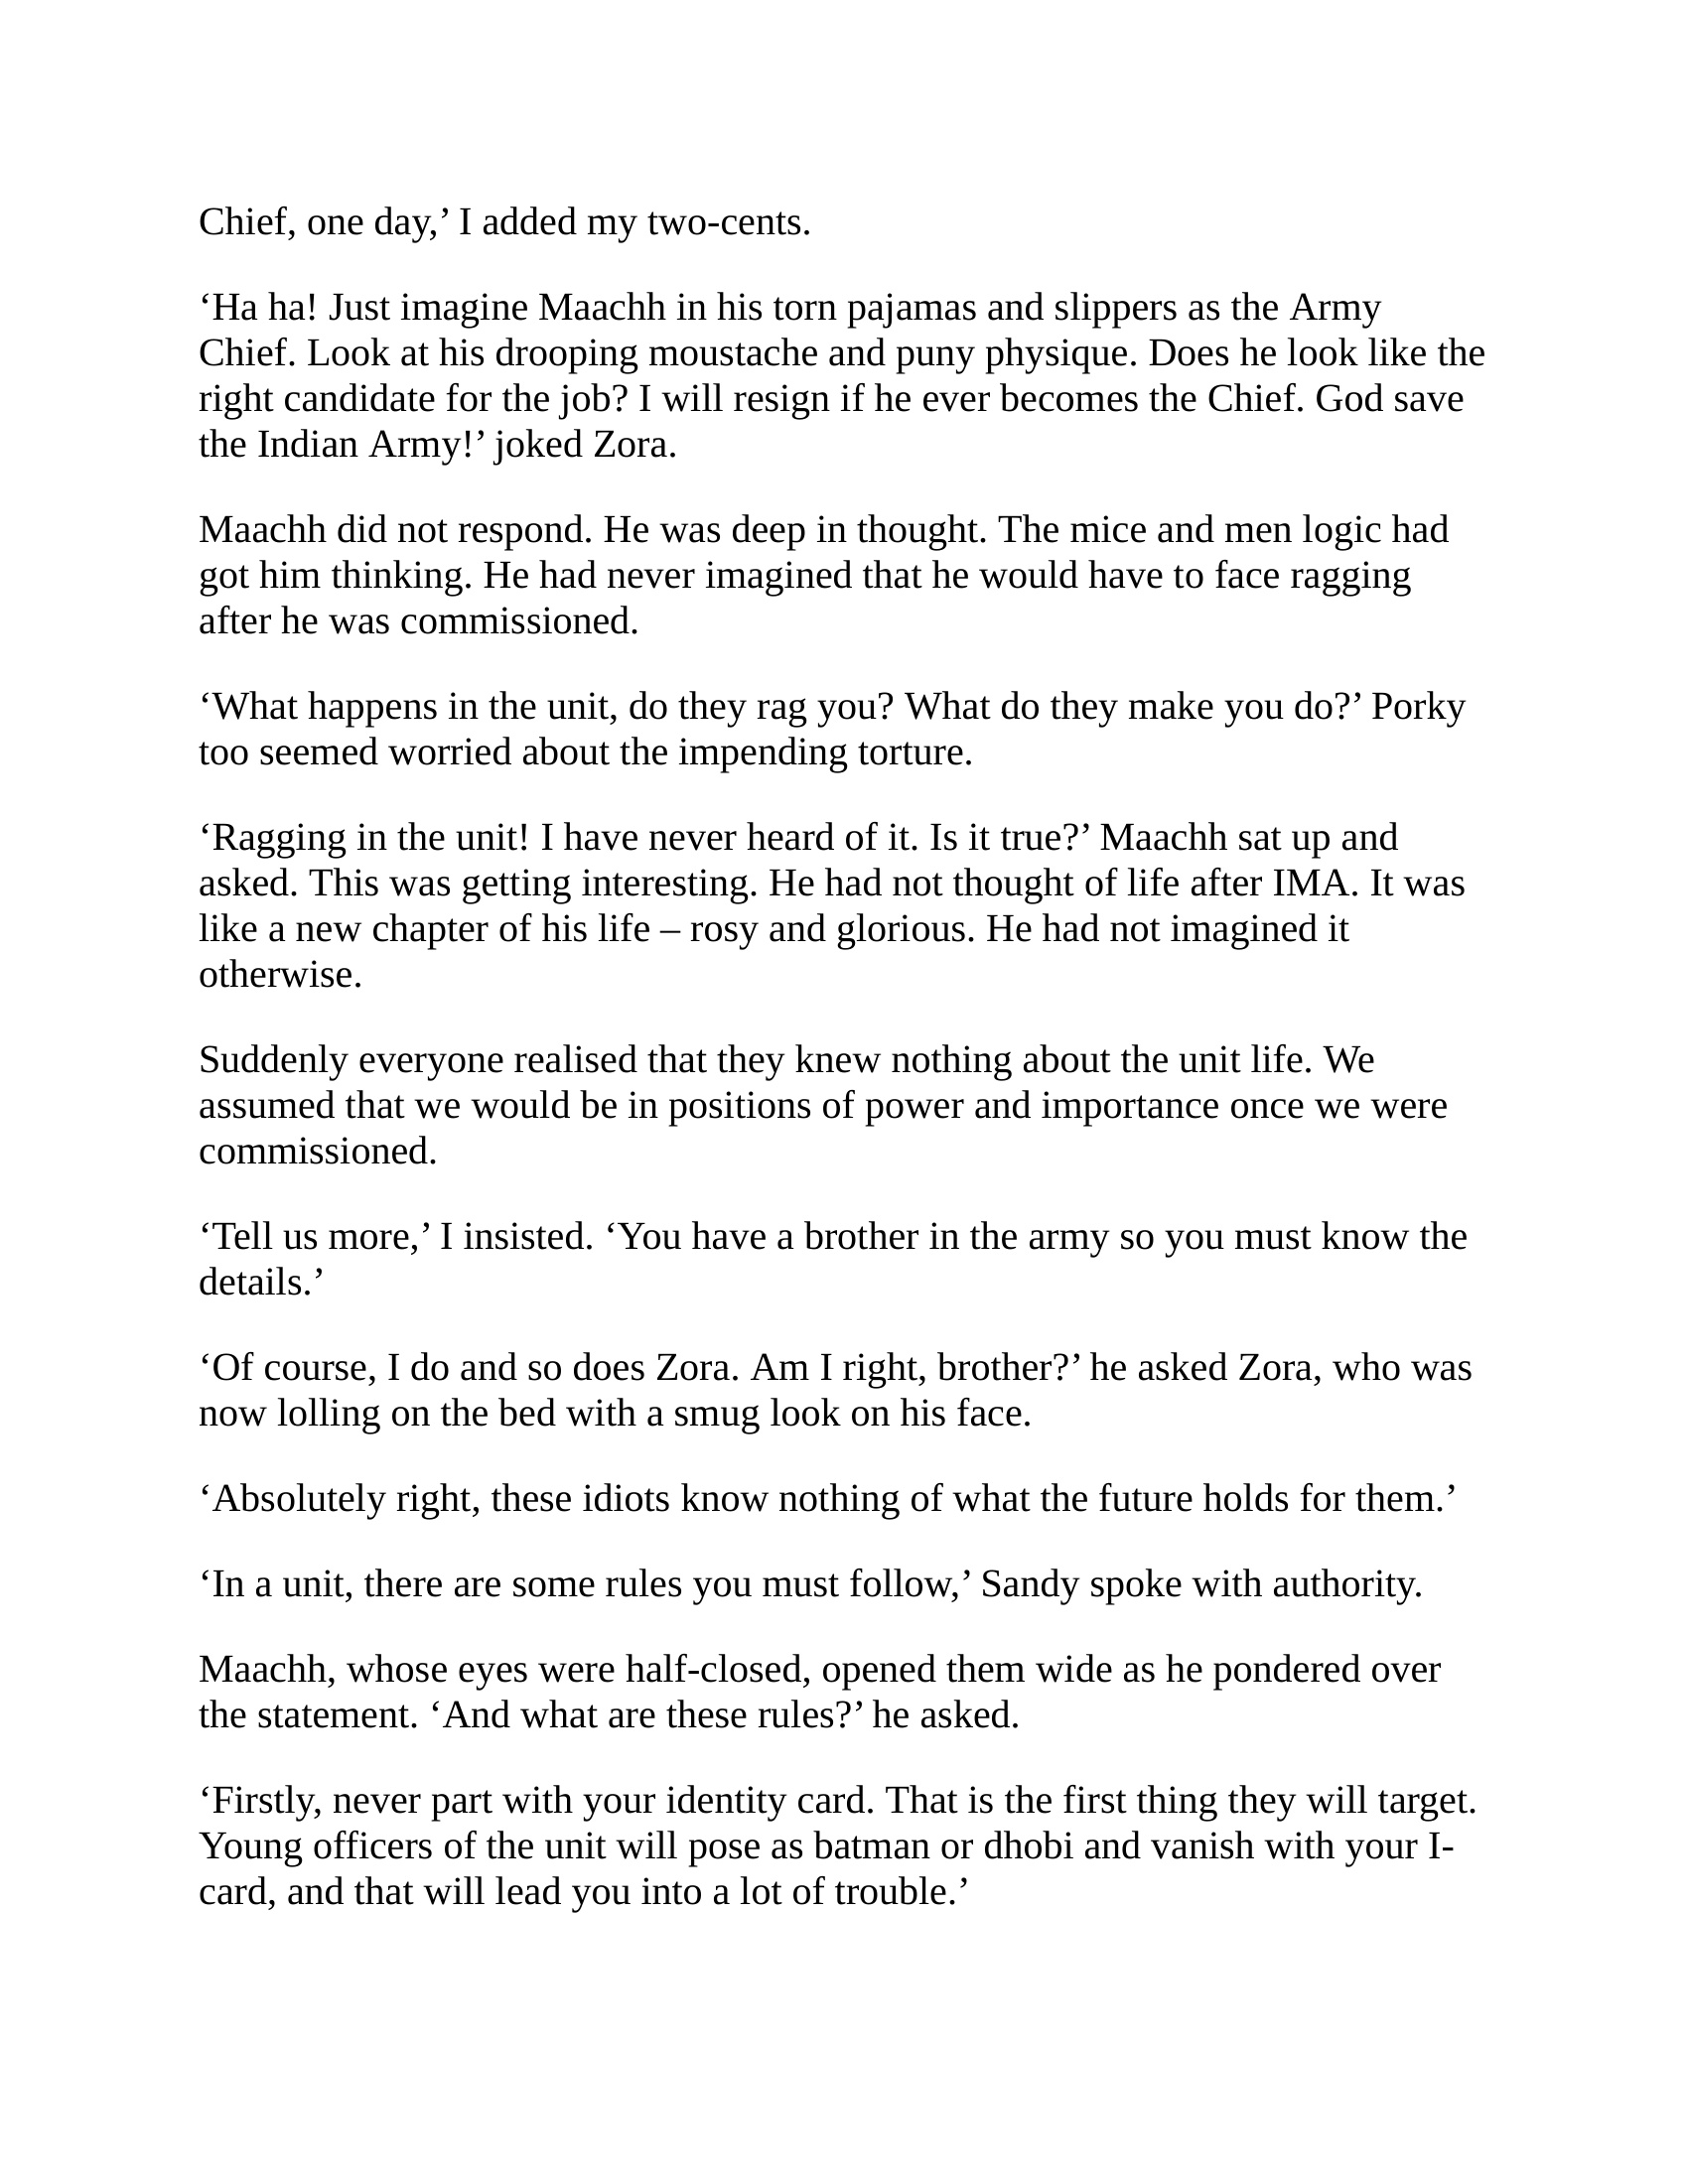 Chief, one day,’ I added my two-cents.
‘Ha ha! Just imagine Maachh in his torn pajamas and slippers as the Army
Chief. Look at his drooping moustache and puny physique. Does he look like the
right candidate for the job? I will resign if he ever becomes the Chief. God save
the Indian Army!’ joked Zora.
Maachh did not respond. He was deep in thought. The mice and men logic had
got him thinking. He had never imagined that he would have to face ragging
after he was commissioned.
‘What happens in the unit, do they rag you? What do they make you do?’ Porky
too seemed worried about the impending torture.
‘Ragging in the unit! I have never heard of it. Is it true?’ Maachh sat up and
asked. This was getting interesting. He had not thought of life after IMA. It was
like a new chapter of his life – rosy and glorious. He had not imagined it
otherwise.
Suddenly everyone realised that they knew nothing about the unit life. We
assumed that we would be in positions of power and importance once we were
commissioned.
‘Tell us more,’ I insisted. ‘You have a brother in the army so you must know the
details.’
‘Of course, I do and so does Zora. Am I right, brother?’ he asked Zora, who was
now lolling on the bed with a smug look on his face.
‘Absolutely right, these idiots know nothing of what the future holds for them.’
‘In a unit, there are some rules you must follow,’ Sandy spoke with authority.
Maachh, whose eyes were half-closed, opened them wide as he pondered over
the statement. ‘And what are these rules?’ he asked.
‘Firstly, never part with your identity card. That is the first thing they will target.
Young officers of the unit will pose as batman or dhobi and vanish with your I-
card, and that will lead you into a lot of trouble.’